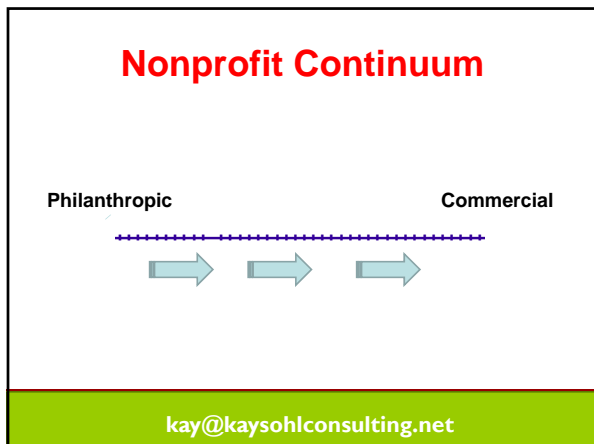 Nonprofit Continuum
Philanthropic Commercial
kay@kaysohlconsulting.net